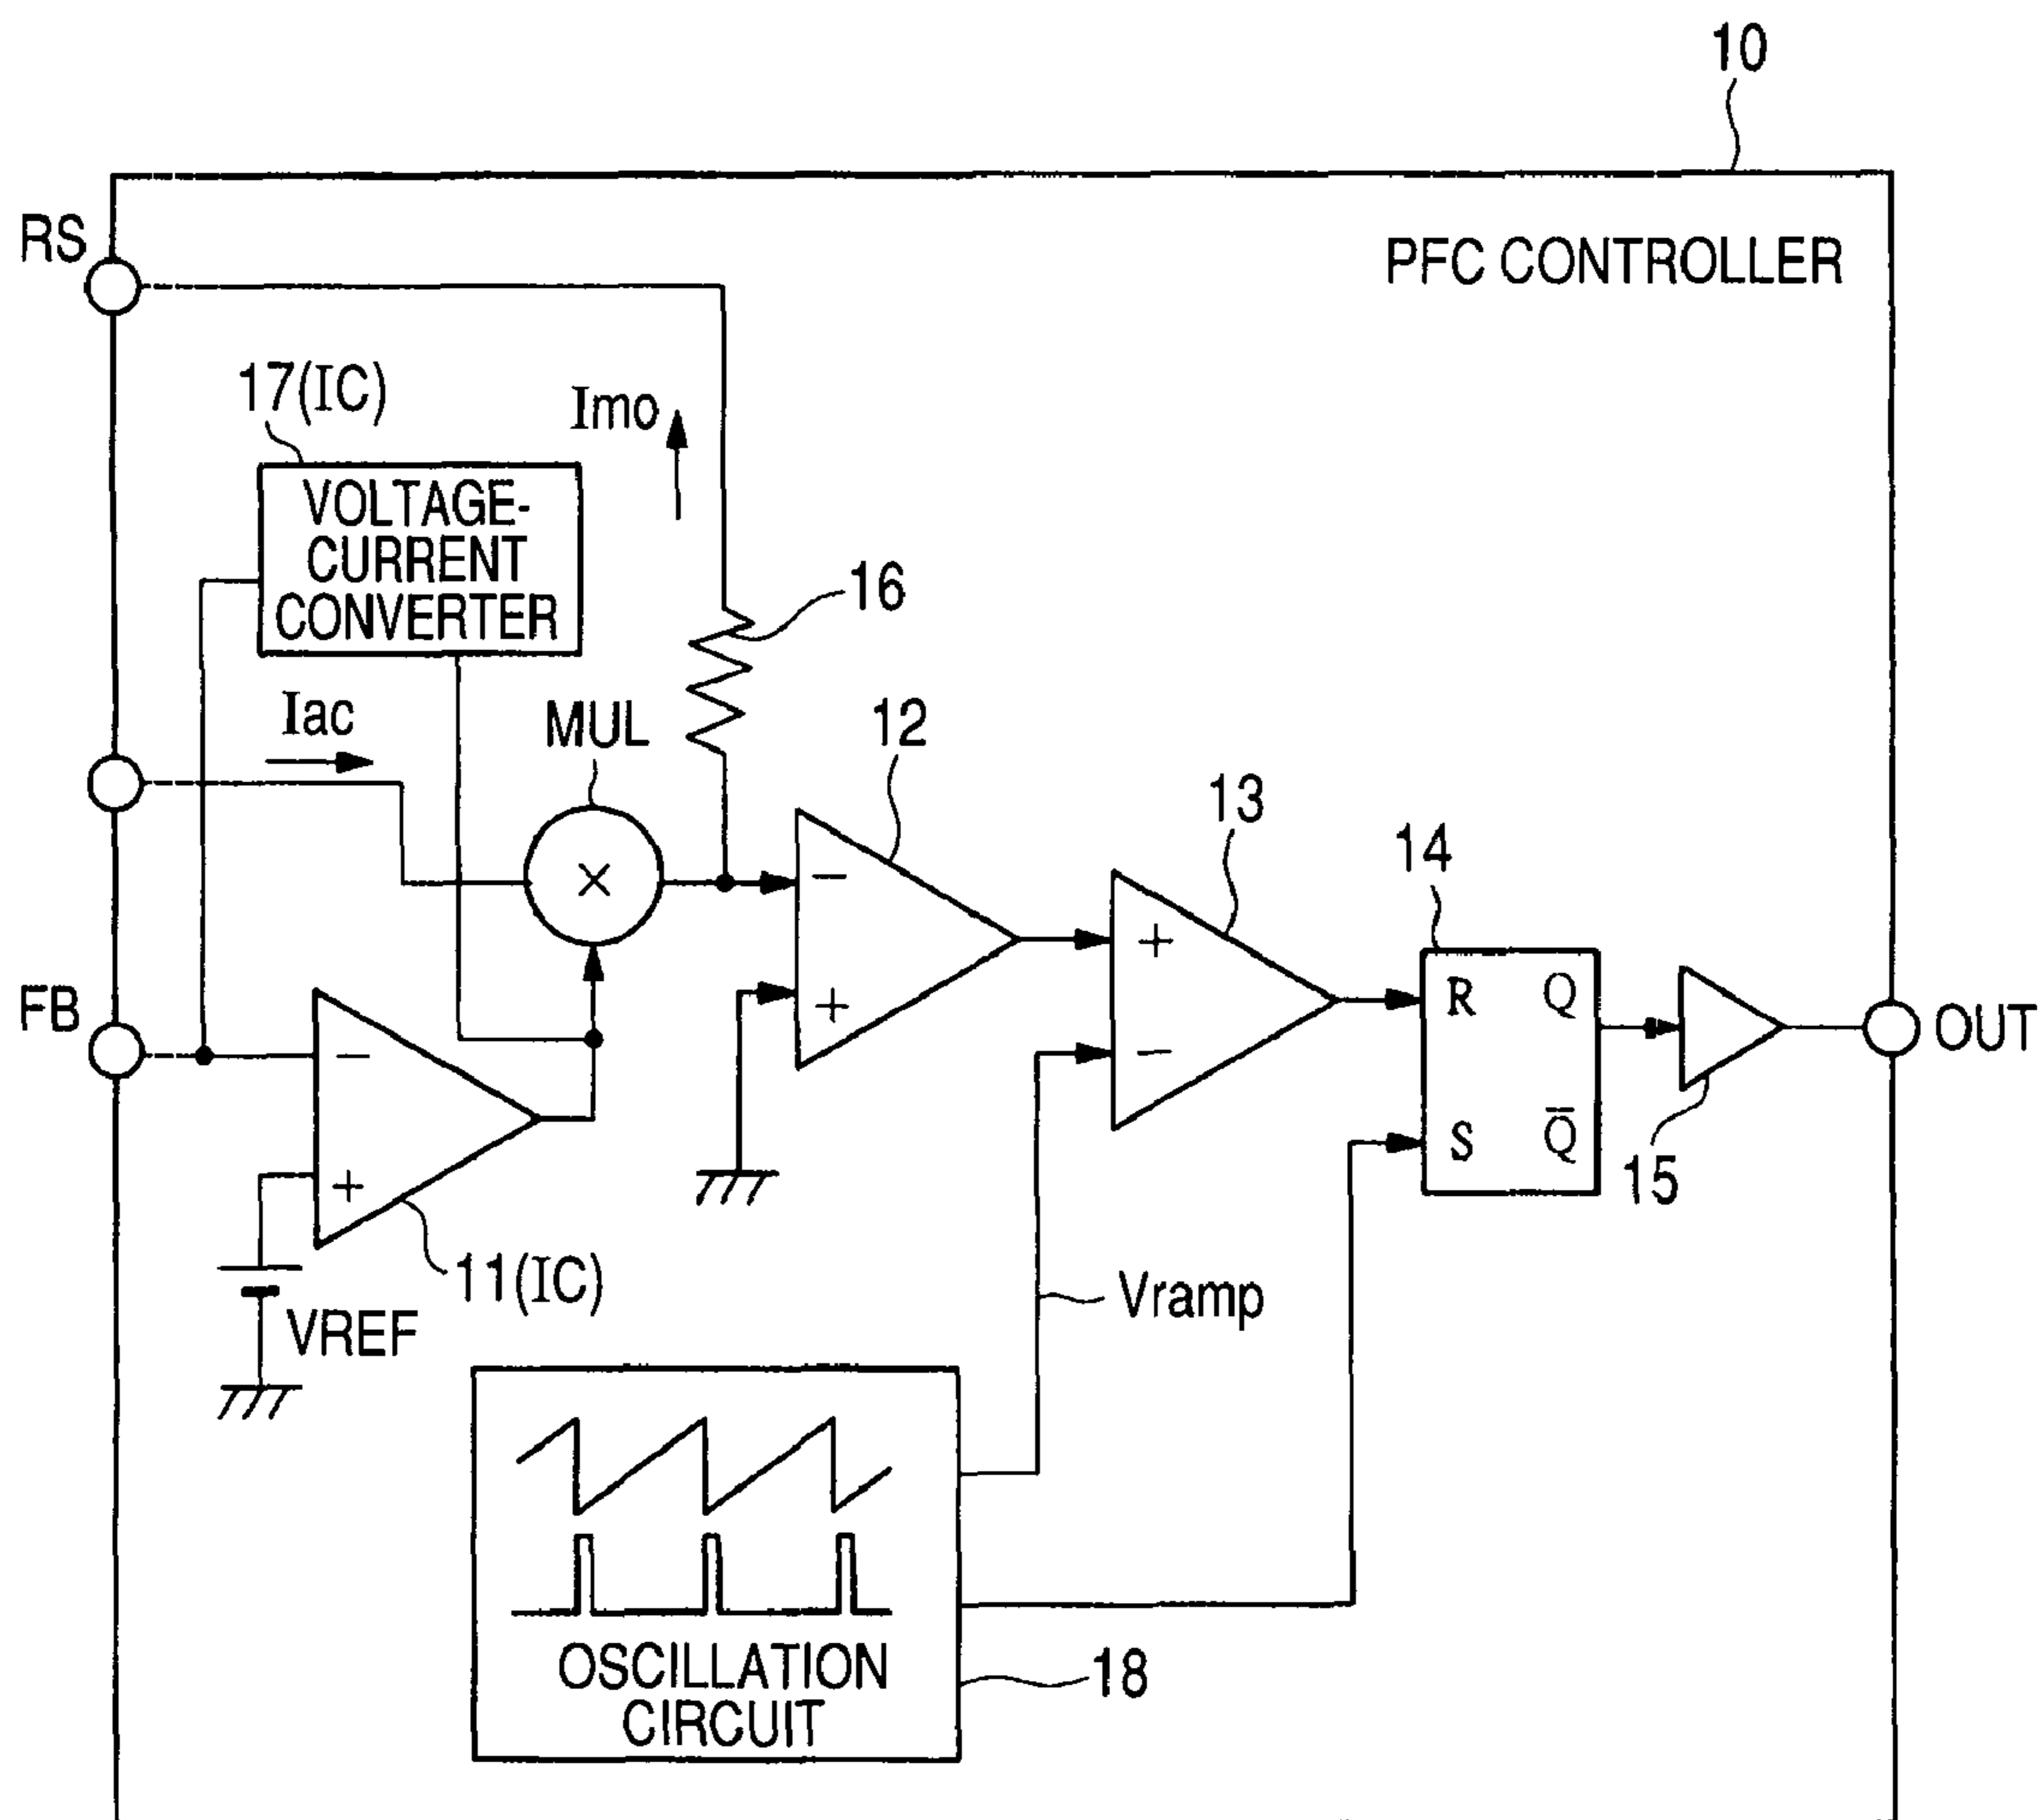 10
RS
PFC CONTROLLER
17(IC)
Imo
VOLTAGE-
CURRENT
CONVERTER
16
Iac
MUL
12
×
13
14
−
+
+
−
R Q
S Q̅
FB
OUT
−
+
15
11(IC)
VREF
Vramp
OSCILLATION
CIRCUIT
18